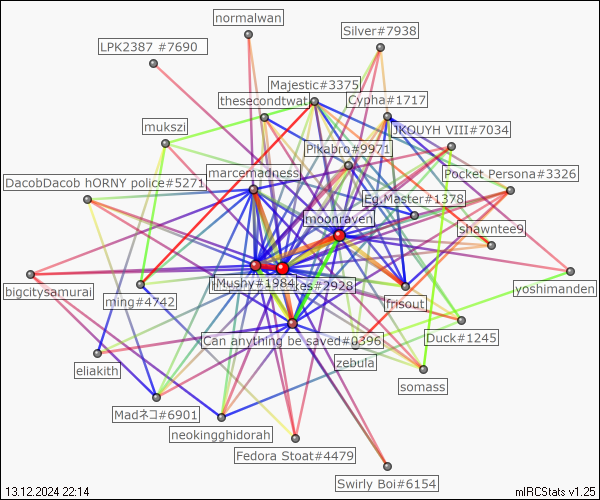 normalwan
Silver#7938
LPK2387 #7690
Majestic#3375
thesecondtwat
Cypha#1717
mukszi
JKOUYH VIII#7034
Pikabro#9971
marcemadness
Pocket Persona#3326
DacobDacob hORNY police#5271
Eg.Master#1378
moonraven
shawntee9
Mushy#1984
kes#2928
bigcitysamurai
ming#4742
frisout
yoshimanden
Can anything be saved#0396
Duck#1245
zebula
eliakith
somass
Madネコ#6901
neokingghidorah
Fedora Stoat#4479
Swirly Boi#6154
13.12.2024 22:14
mIRCStats v1.25